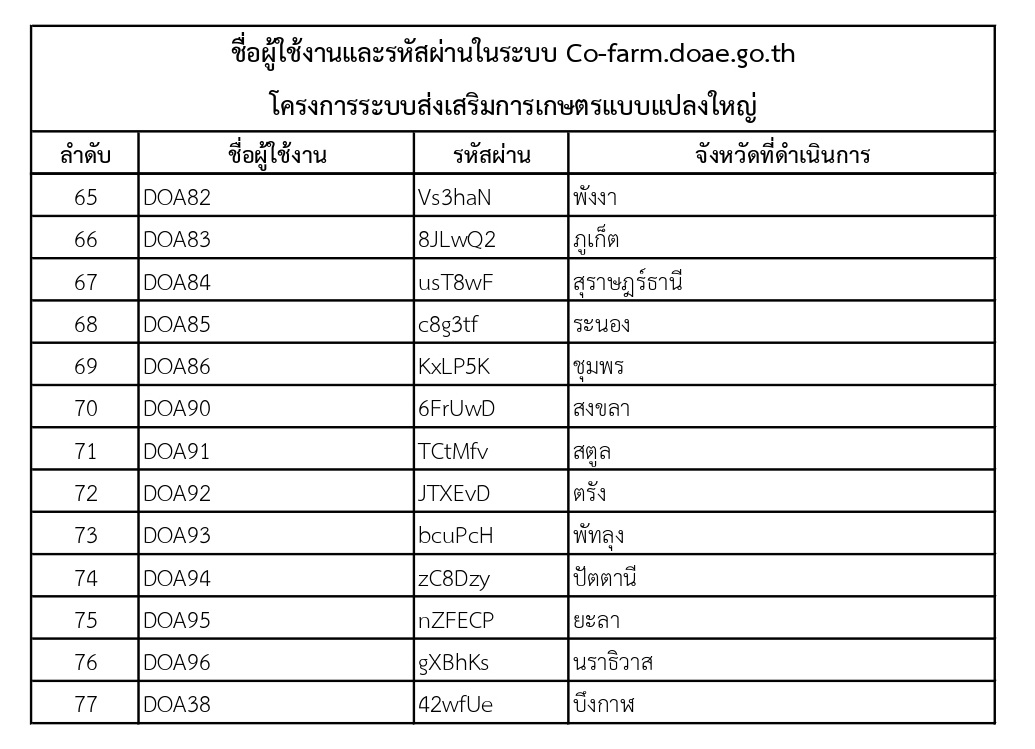 ชื่อผู้ใช้งานและรหัสผ่านในระบบ Co-farm.doae.go.th
โครงการระบบส่งเสริมการเกษตรแบบแปลงใหญ่
ลำดับ ชื่อผู้ใช้งาน รหัสผ่าน จังหวัดที่ดำเนินการ
65 DOA82 Vs3haN พังงา
66 DOA83 8JLwQ2 ภูเก็ต
67 DOA84 usT8wF สุราษฎร์ธานี
68 DOA85 c8g3tf ระนอง
69 DOA86 KxLP5K ชุมพร
70 DOA90 6FrUwD สงขลา
71 DOA91 TCtMfv สตูล
72 DOA92 JTXEvD ตรัง
73 DOA93 bcuPcH พัทลุง
74 DOA94 zC8Dzy ปัตตานี
75 DOA95 nZFECP ยะลา
76 DOA96 gXBhKs นราธิวาส
77 DOA38 42wfUe บึงกาฬ